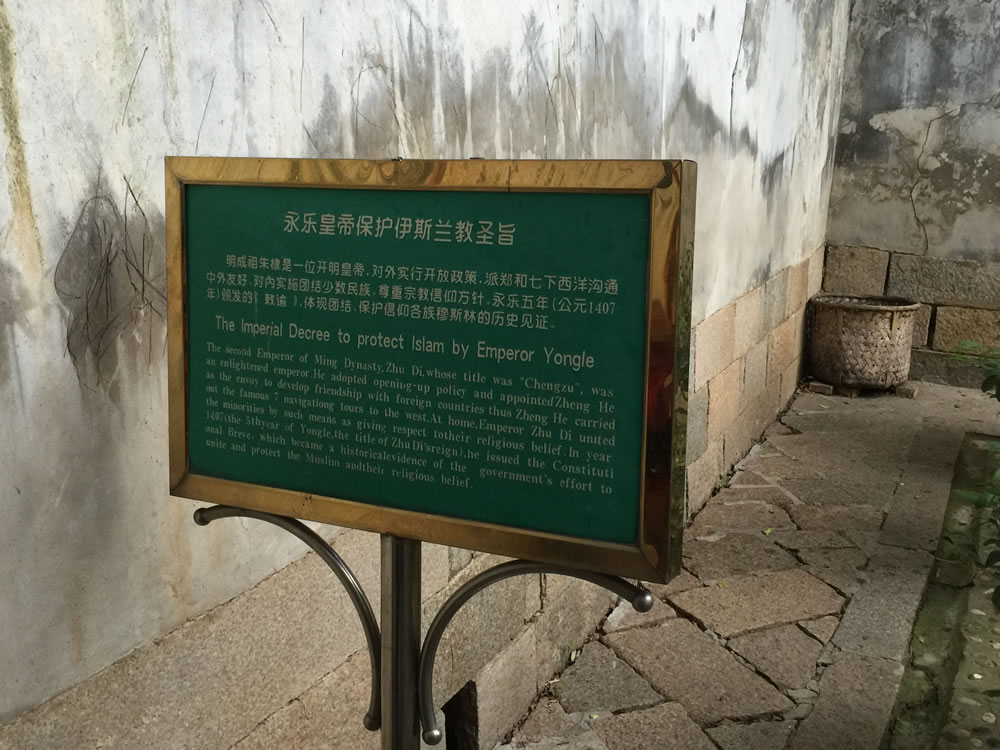 永乐皇帝保护伊斯兰教圣旨
明成祖朱棣是一位开明皇帝,对外实行开放政策,派郑和七下西洋沟通
中外友好,对内实施团结少数民族,尊重宗教信仰方针,永乐五年(公元1407
年)颁发的《敕谕》,体现团结、保护信仰各族穆斯林的历史见证。
The Imperial Decree to protect Islam by Emperor Yongle
The second Emperor of Ming Dynasty,Zhu Di,whose title was "Chengzu", was
an enlightened emperor.He adopted opening-up policy and appointedZheng He
as the envoy to develop friendship with foreign countries thus Zheng He carried
out the famous 7 navigationg tours to the west.At home,Emperor Zhu Di united
the minorities by such means as giving respect totheir religious belief.In year
1407(the 5thyear of Yongle,the title of ZhuDi'sreign),he issued the Constituti
onal Breve, which became a historicalevidence of the government's effort to
unite and protect the Muslim andtheir religious belief.